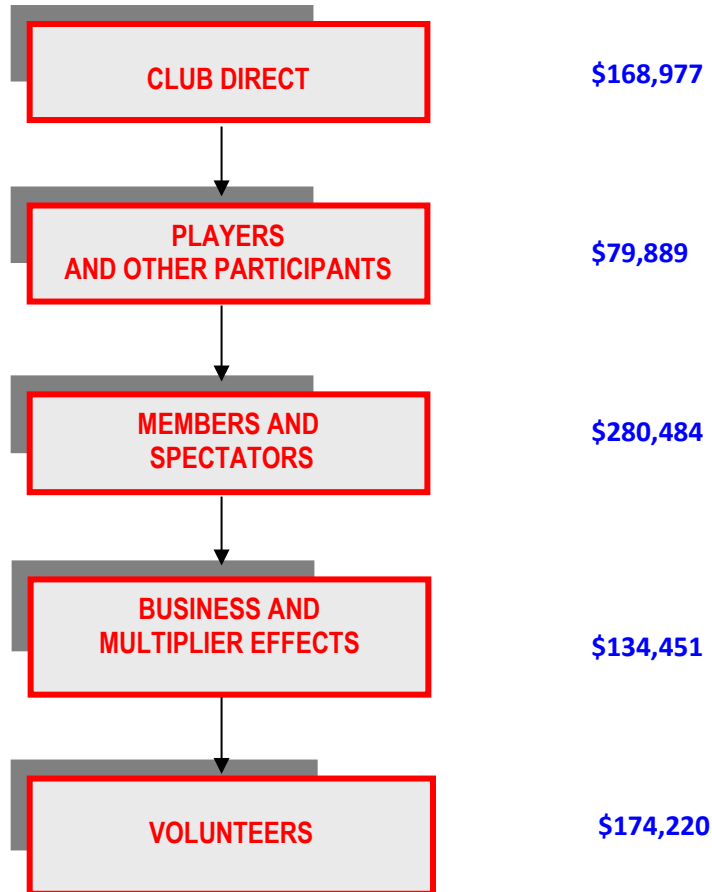 CLUB DIRECT
$168,977
PLAYERS
AND OTHER PARTICIPANTS
$79,889
MEMBERS AND
SPECTATORS
$280,484
BUSINESS AND
MULTIPLIER EFFECTS
$134,451
VOLUNTEERS
$174,220